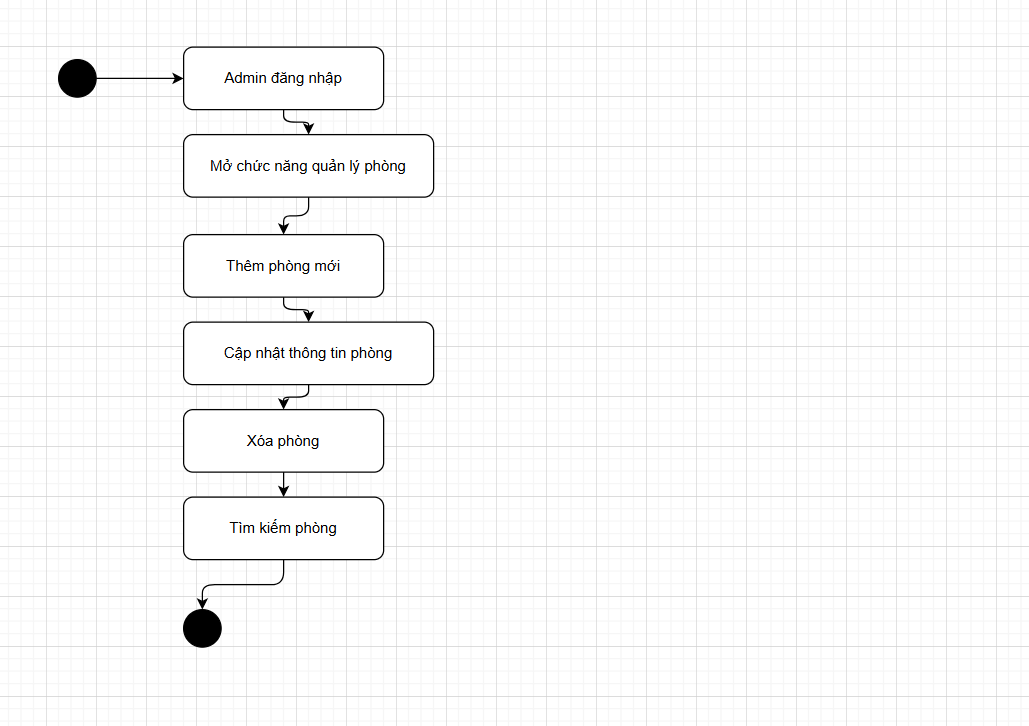 Admin đăng nhập
Mở chức năng quản lý phòng
Thêm phòng mới
Cập nhật thông tin phòng
Xóa phòng
Tìm kiếm phòng